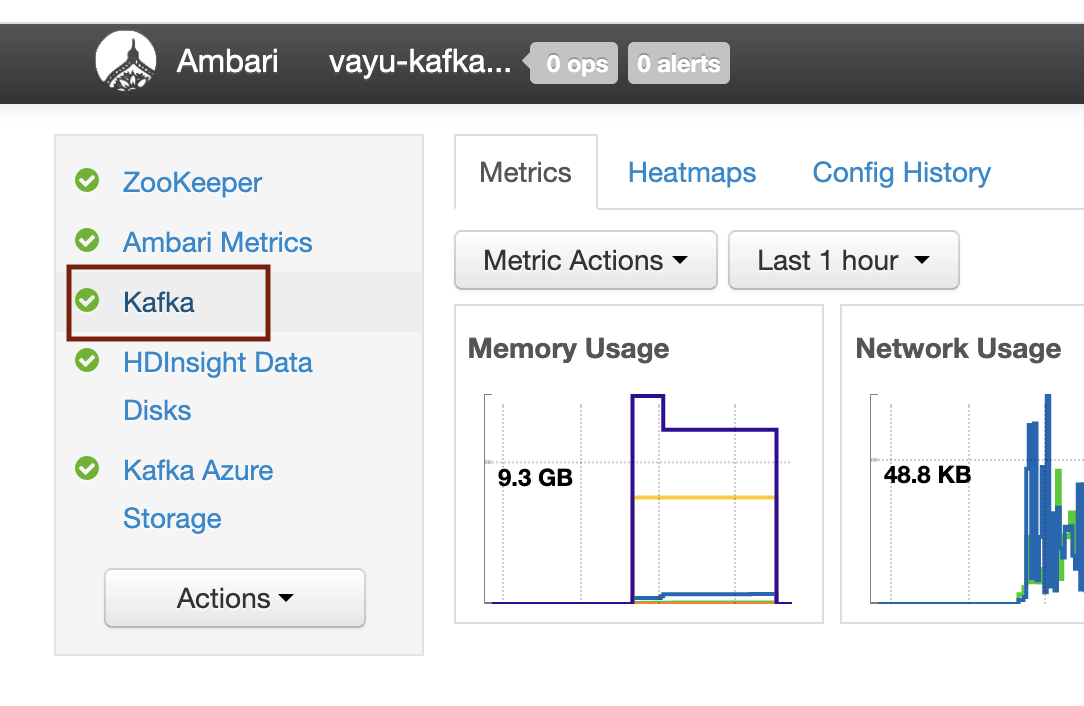 Ambari vayu-kafka... 0 ops 0 alerts
ZooKeeper
Ambari Metrics
Kafka
HDInsight Data
Disks
Kafka Azure
Storage
Actions
Metrics Heatmaps Config History
Metric Actions Last 1 hour
Memory Usage
9.3 GB
Network Usage
48.8 KB